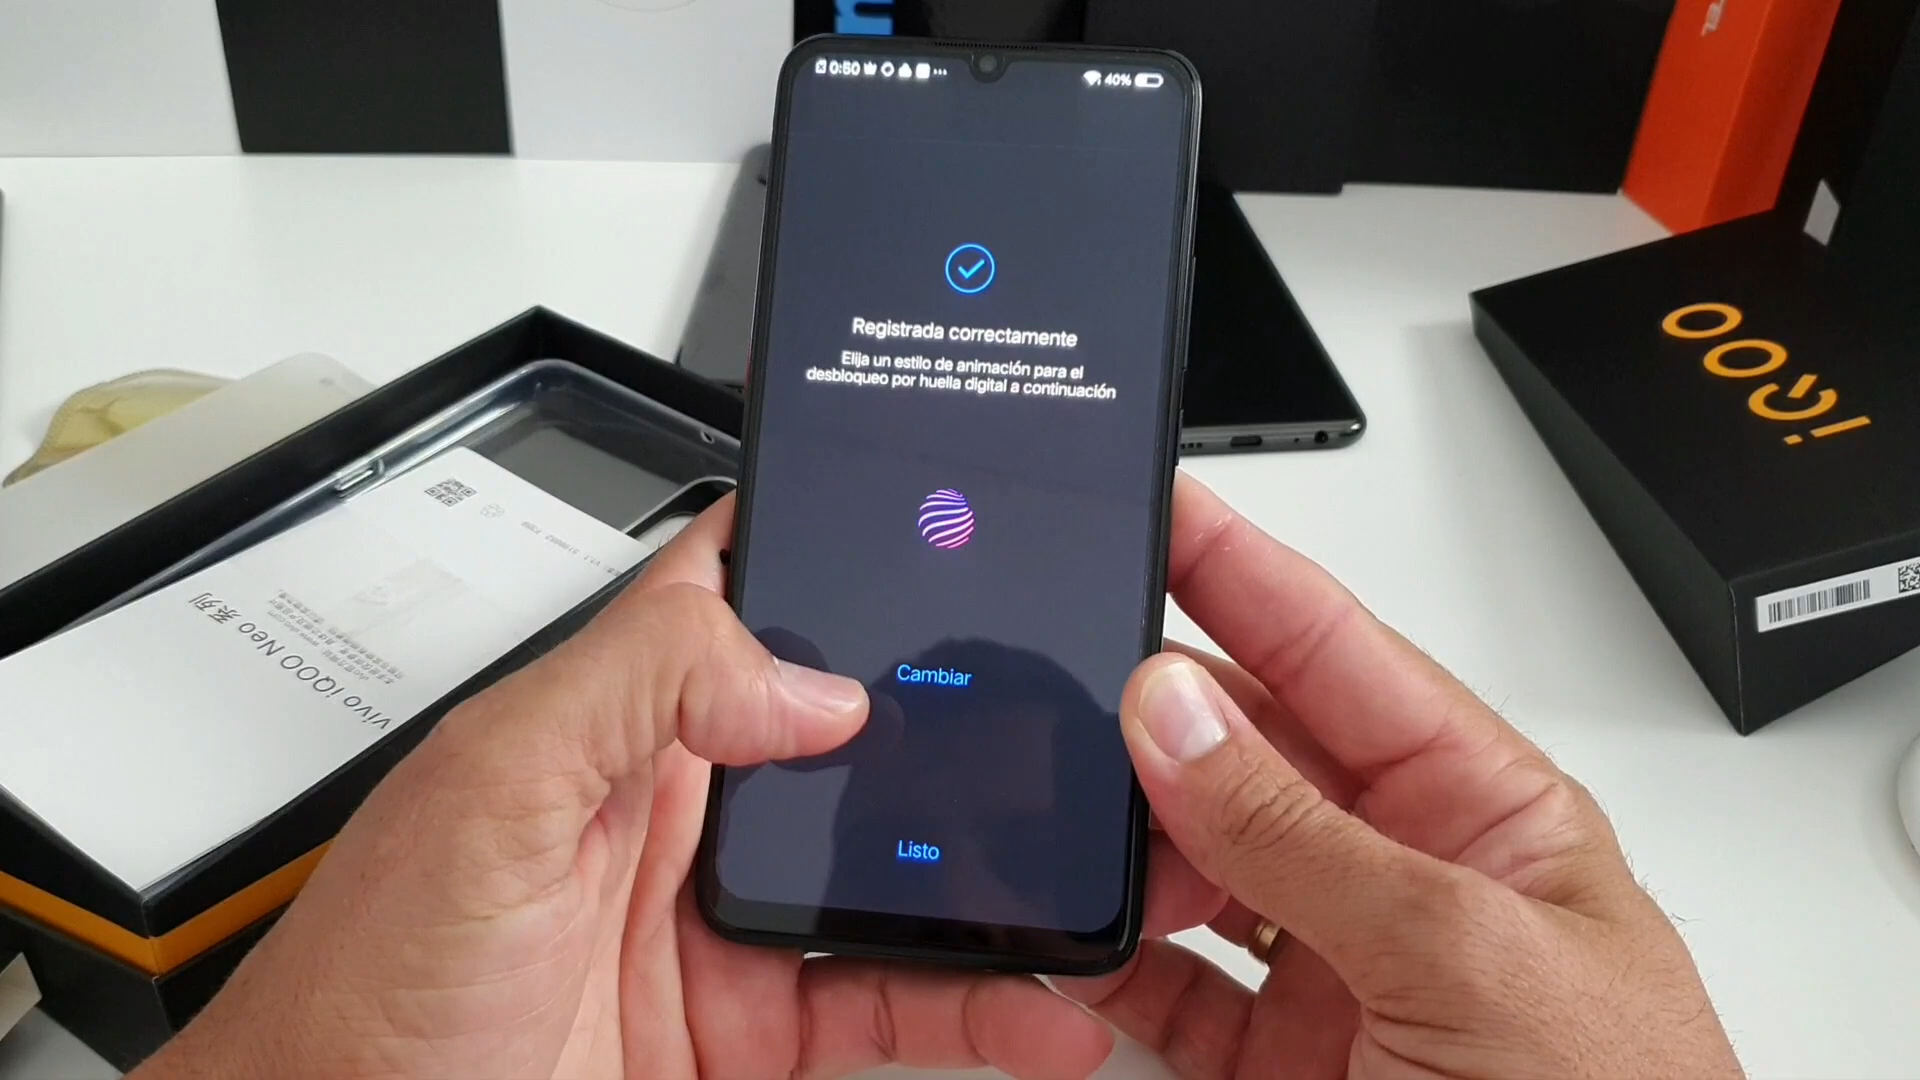 0:50
40%
Registrada correctamente
Elija un estilo de animación para el
desbloqueo por huella digital a continuación
Cambiar
Listo
iQOO
vivo iQOO Neo 系列